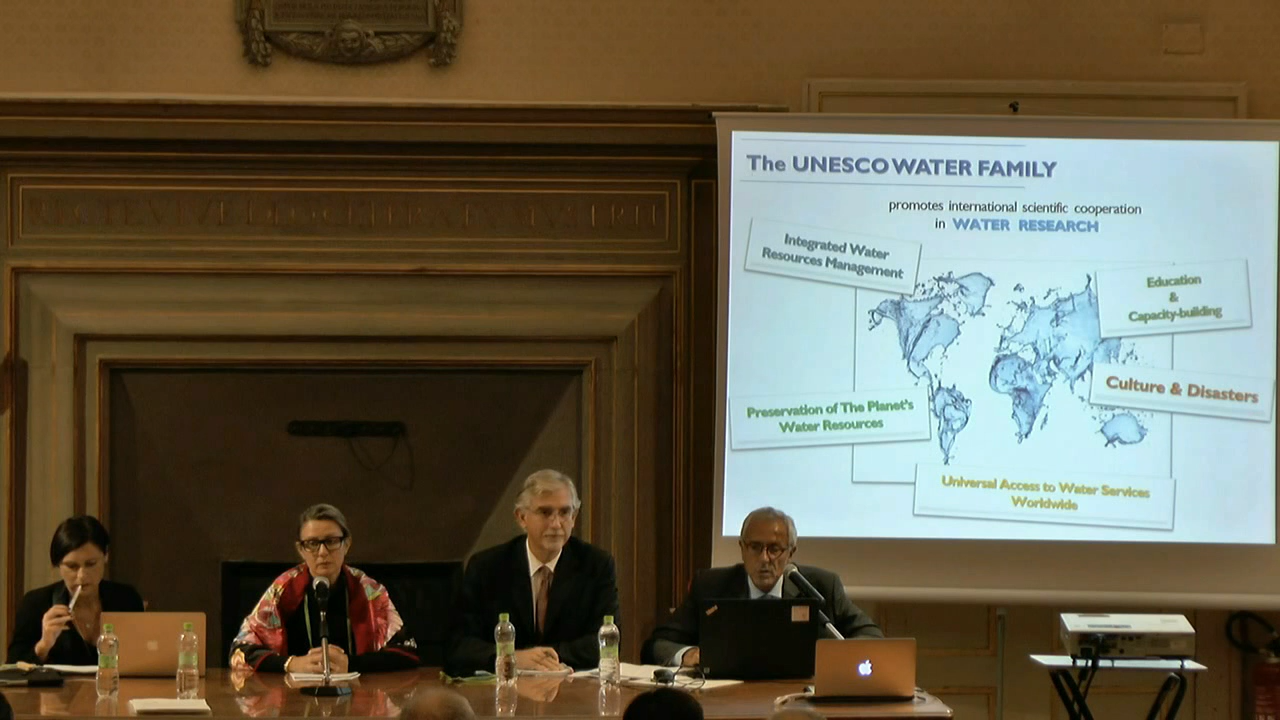 The UNESCO WATER FAMILY
promotes international scientific cooperation
in WATER RESEARCH
Integrated Water
Resources Management
Education
&
Capacity-building
Culture & Disasters
Preservation of The Planet's
Water Resources
Universal Access to Water Services
Worldwide